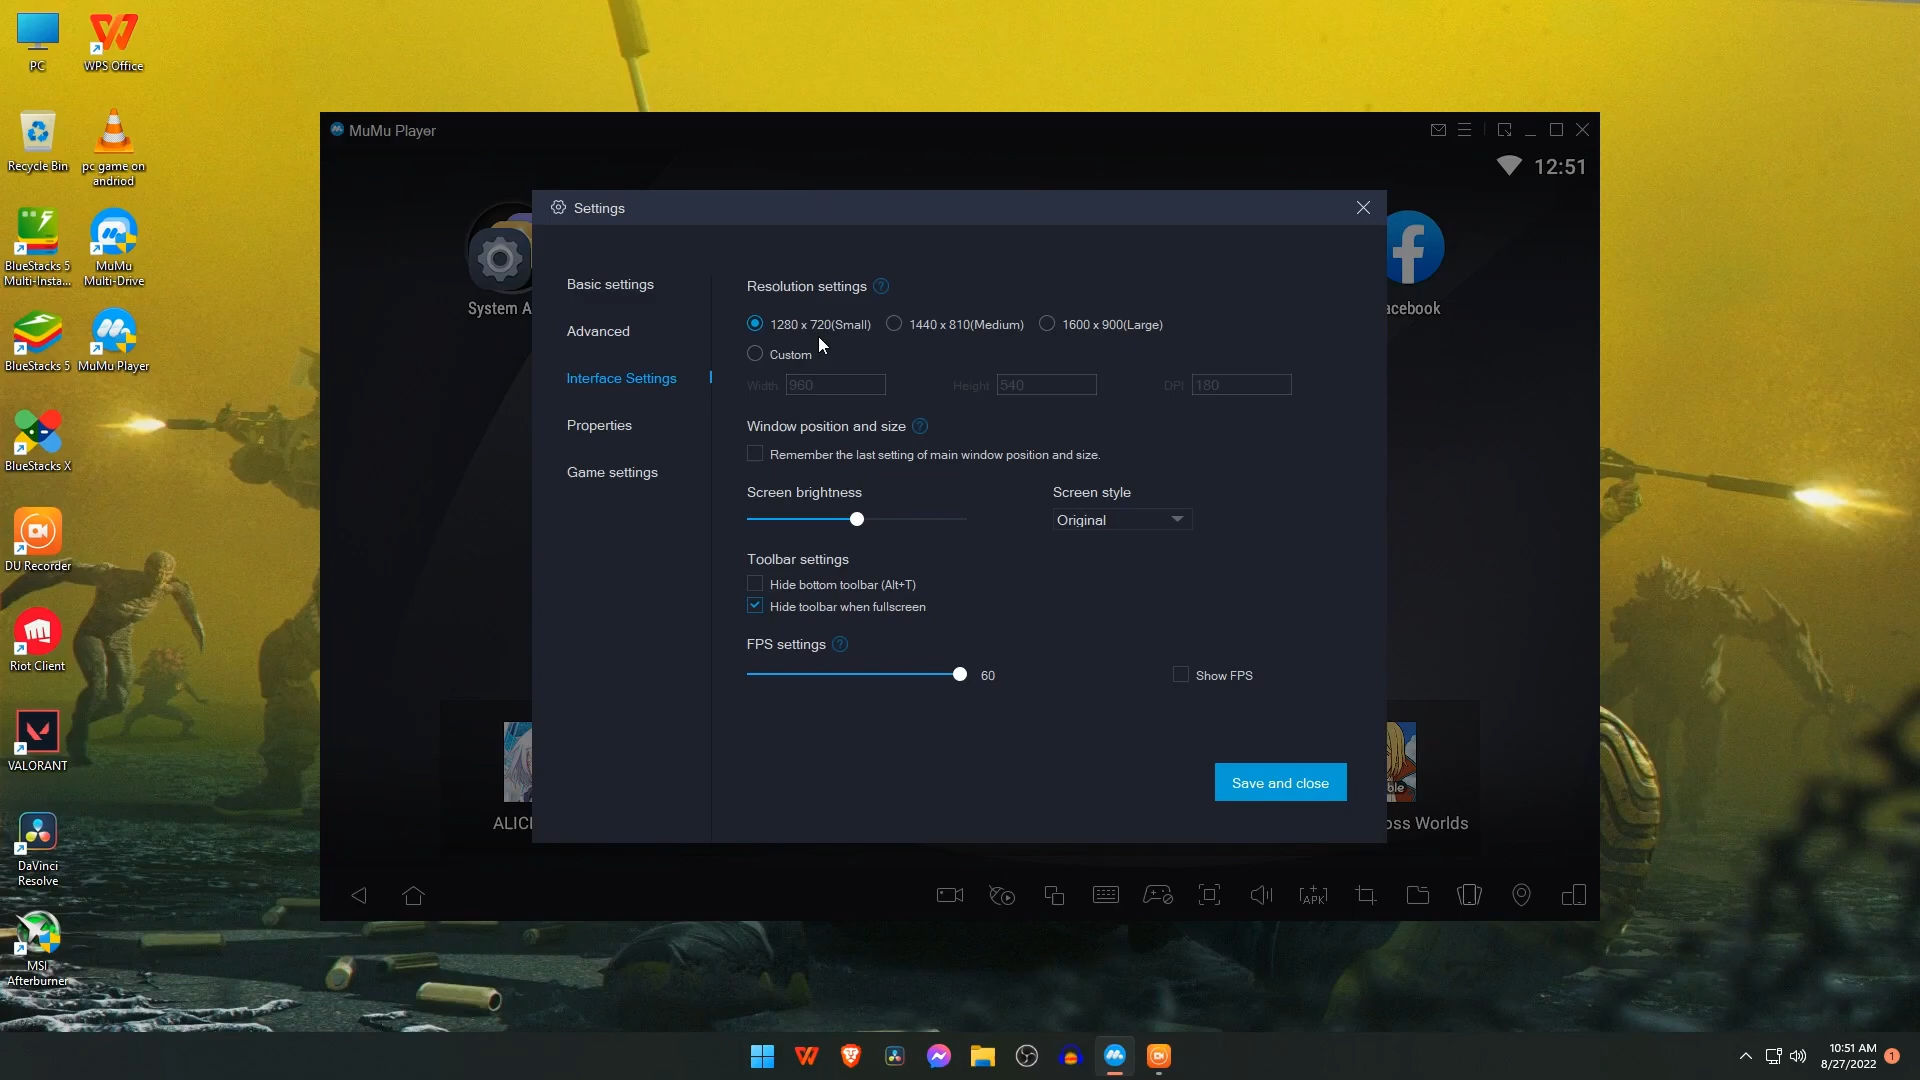 PC
WPS Office
Recycle Bin
pc game on
andriod
BlueStacks 5
Multi-Insta...
MuMu
Multi-Drive
BlueStacks 5
MuMu Player
BlueStacks X
DU Recorder
Riot Client
VALORANT
DaVinci
Resolve
MSI
Afterburner
MuMu Player
12:51
System A
acebook
Settings
Basic settings
Advanced
Interface Settings
Properties
Game settings
Resolution settings ?
1280 x 720(Small) 1440 x 810(Medium) 1600 x 900(Large)
Custom
Width 960 Height 540 DPI 180
Window position and size ?
Remember the last setting of main window position and size.
Screen brightness Screen style
Original
Toolbar settings
Hide bottom toolbar (Alt+T)
Hide toolbar when fullscreen
FPS settings ?
60 Show FPS
Save and close
ble
ALICI
oss Worlds
APK
10:51 AM
8/27/2022
1